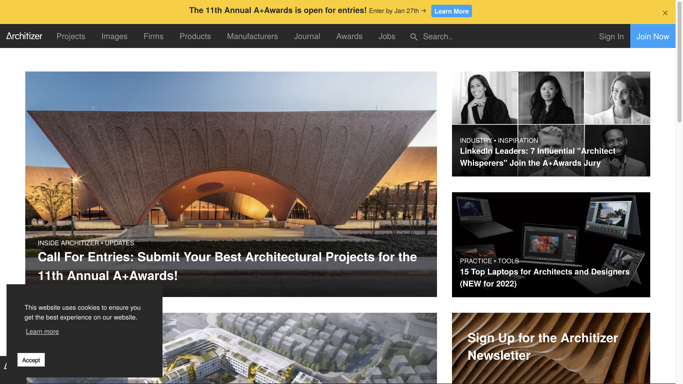 The 11th Annual A+Awards is open for entries! Enter by Jan 27th → Learn More ×
Architizer Projects Images Firms Products Manufacturers Journal Awards Jobs Search.. Sign In Join Now
INDUSTRY • INSPIRATION
LinkedIn Leaders: 7 Influential "Architect
Whisperers" Join the A+Awards Jury
INSIDE ARCHITIZER • UPDATES
Call For Entries: Submit Your Best Architectural Projects for the
11th Annual A+Awards!
PRACTICE • TOOLS
15 Top Laptops for Architects and Designers
(NEW for 2022)
This website uses cookies to ensure you
get the best experience on our website.
Learn more
Accept
Sign Up for the Architizer
Newsletter